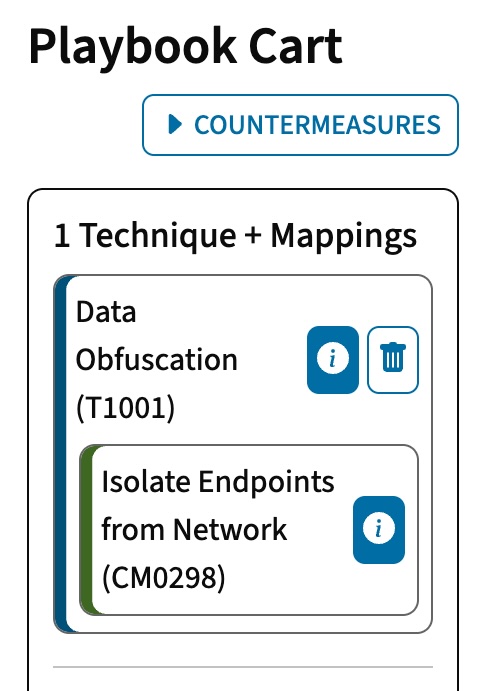 Playbook Cart
COUNTERMEASURES
1 Technique + Mappings
Data
Obfuscation
(T1001)
Isolate Endpoints
from Network
(CM0298)